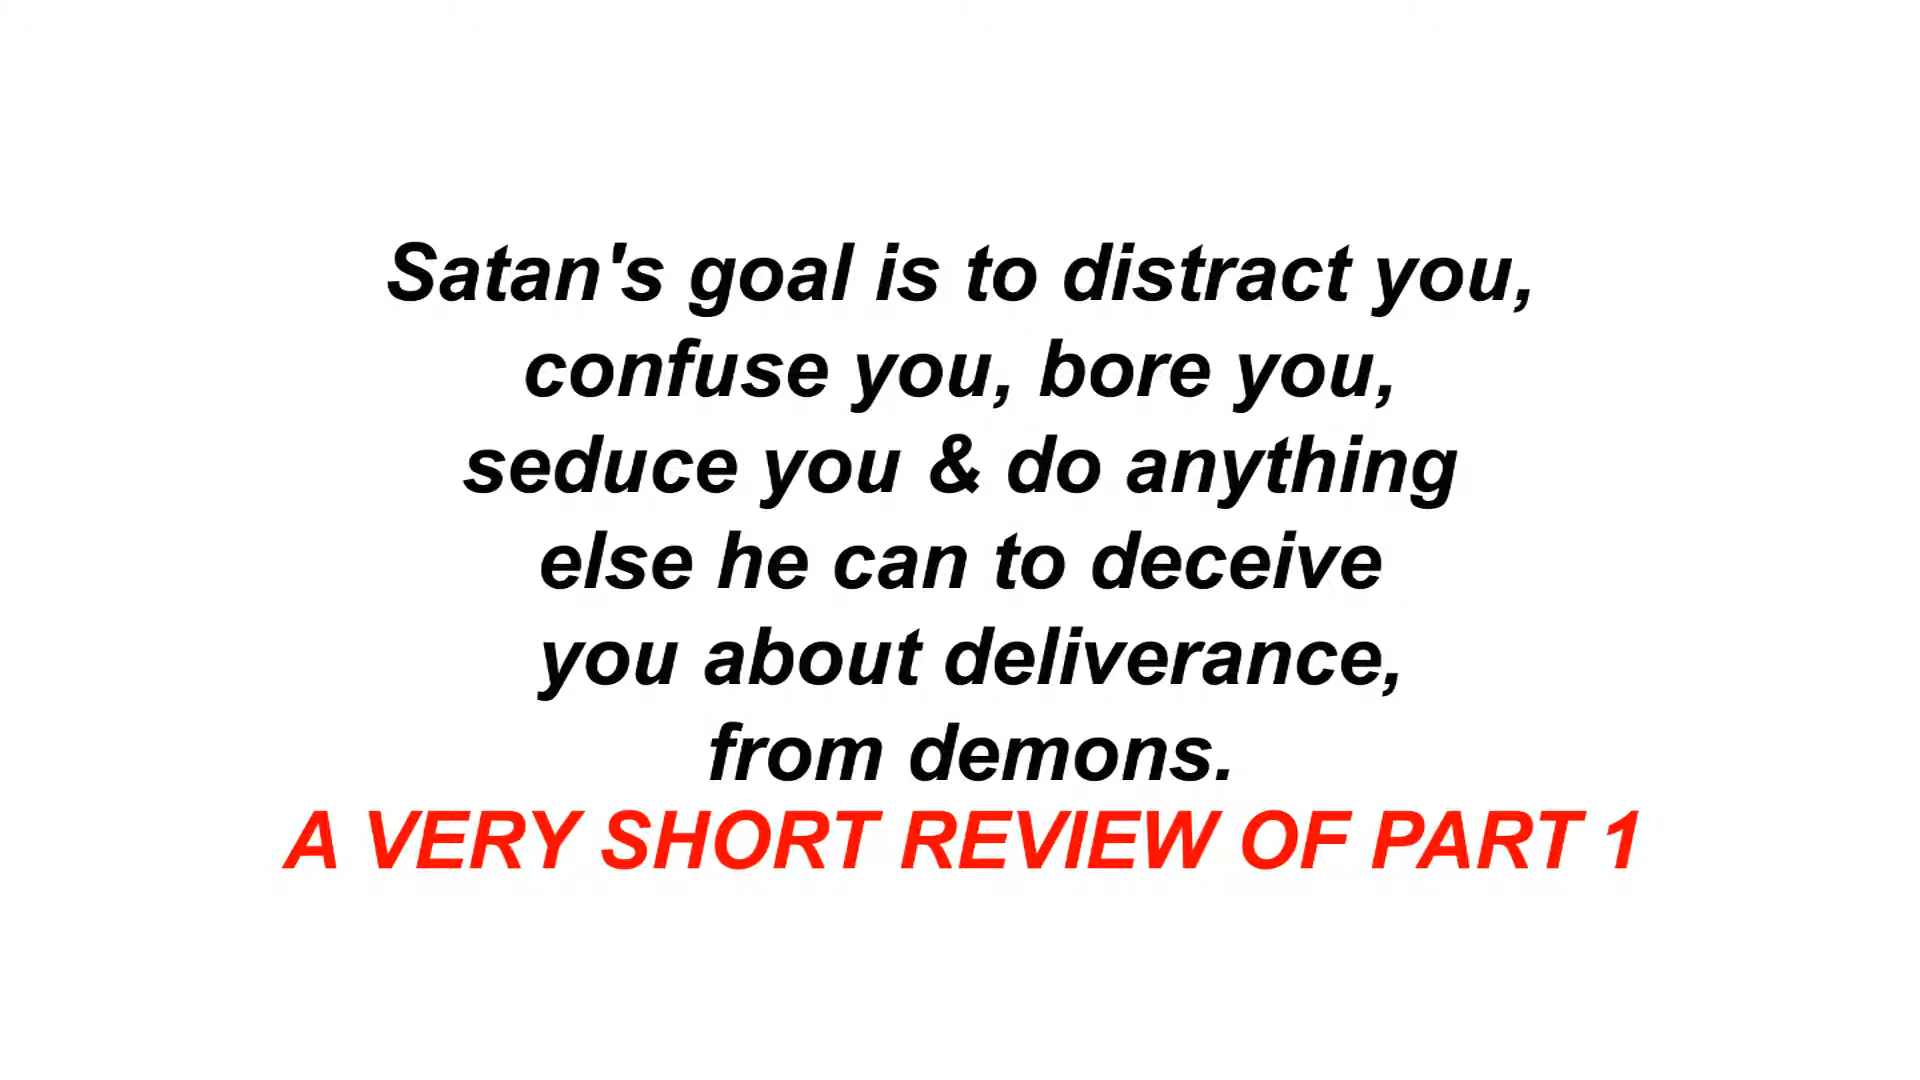 Satan's goal is to distract you,
confuse you, bore you,
seduce you & do anything
else he can to deceive
you about deliverance,
from demons.
A VERY SHORT REVIEW OF PART 1